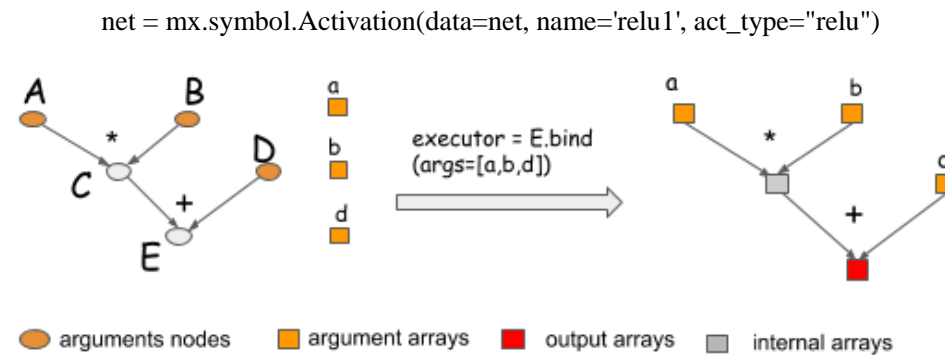 net = mx.symbol.Activation(data=net, name='relu1', act_type="relu")
A
B
a
a
b
*
executor = E.bind
*
D
b
(args=[a,b,d])
C
+
d
+
E
arguments nodes
argument arrays
output arrays
internal arrays